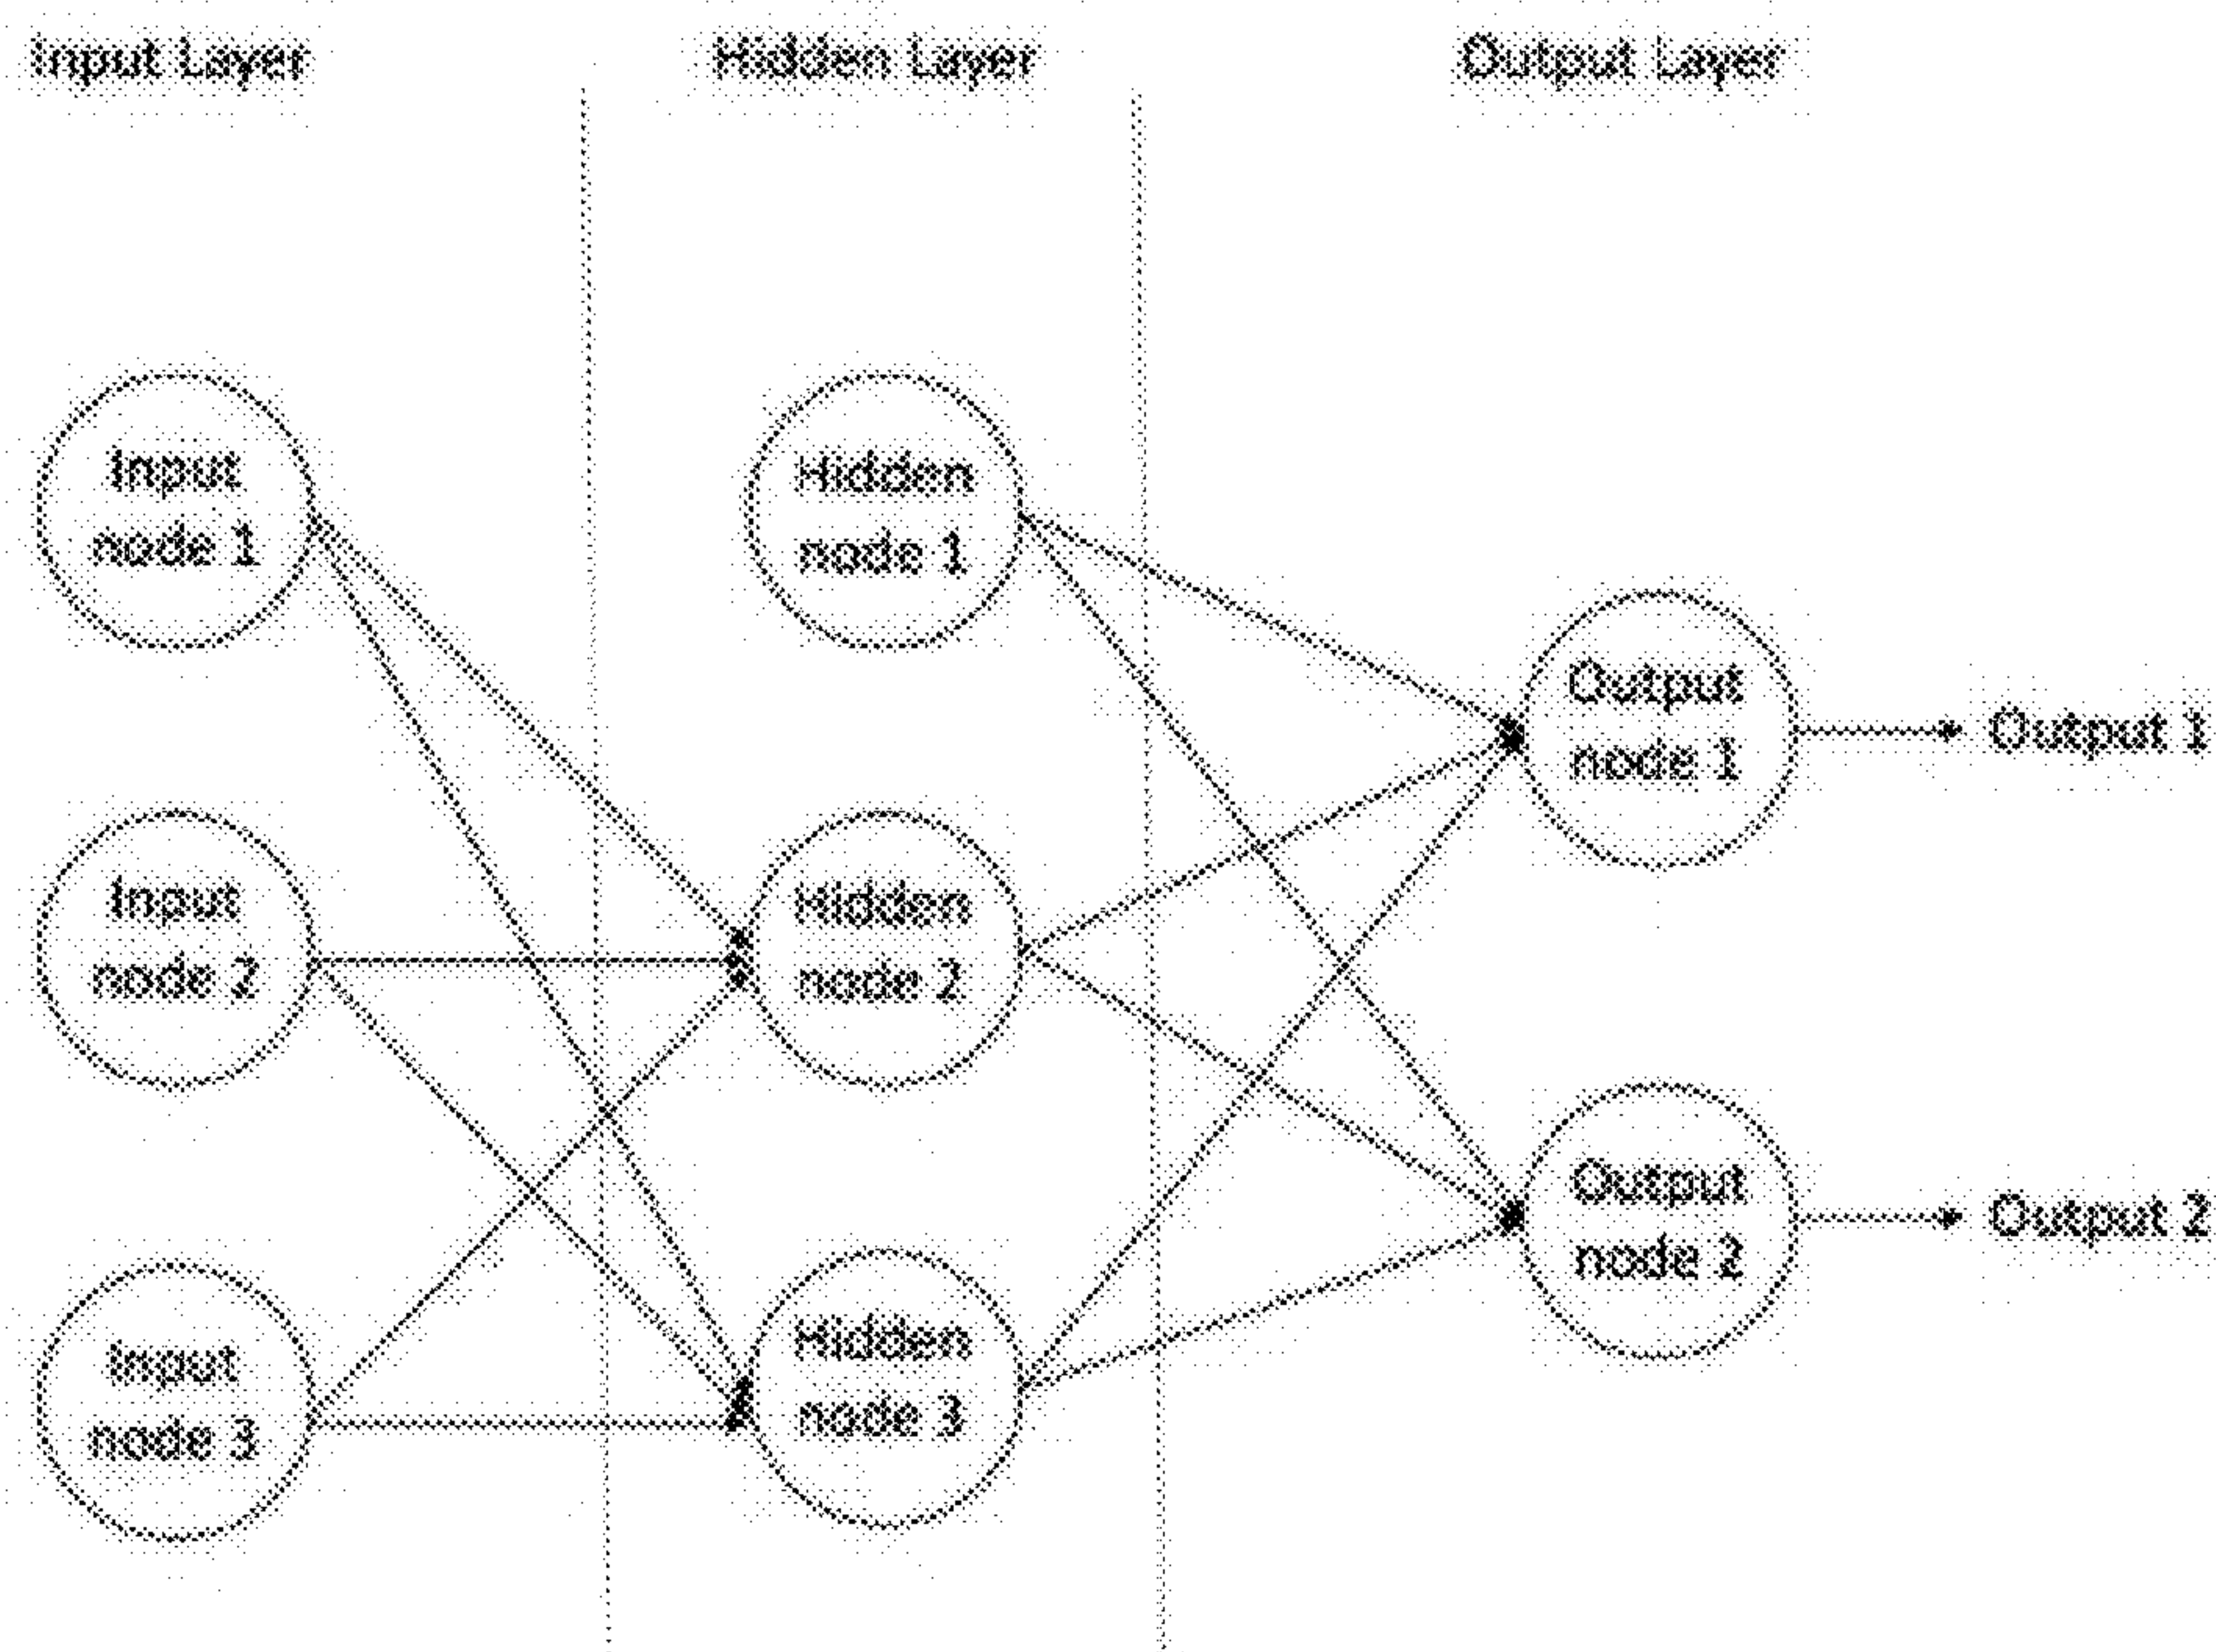 Input Layer
Hidden Layer
Output Layer
Input
node 1
Hidden
node 1
Output
node 1
Output 1
Input
node 2
Hidden
node 2
Output
node 2
Output 2
Input
node 3
Hidden
node 3